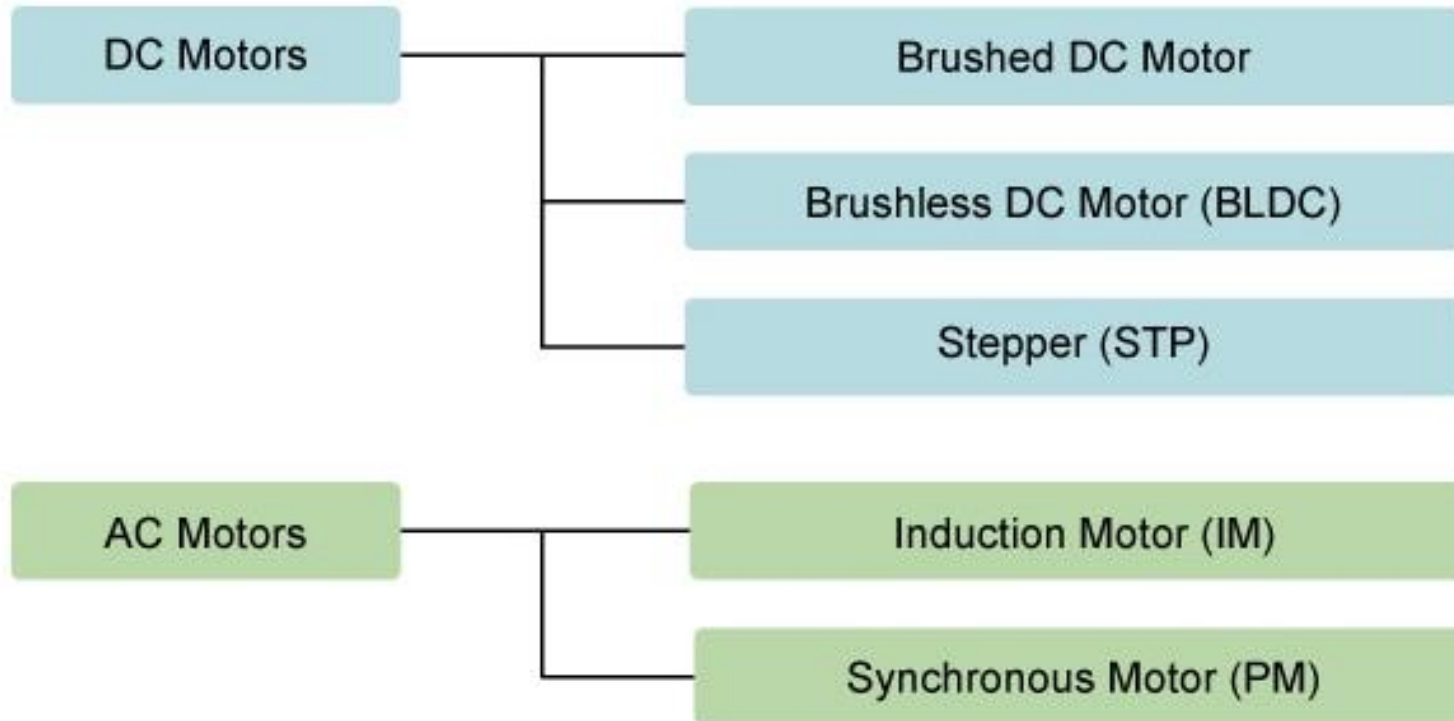 DC Motors
Brushed DC Motor
Brushless DC Motor (BLDC)
Stepper (STP)
AC Motors
Induction Motor (IM)
Synchronous Motor (PM)